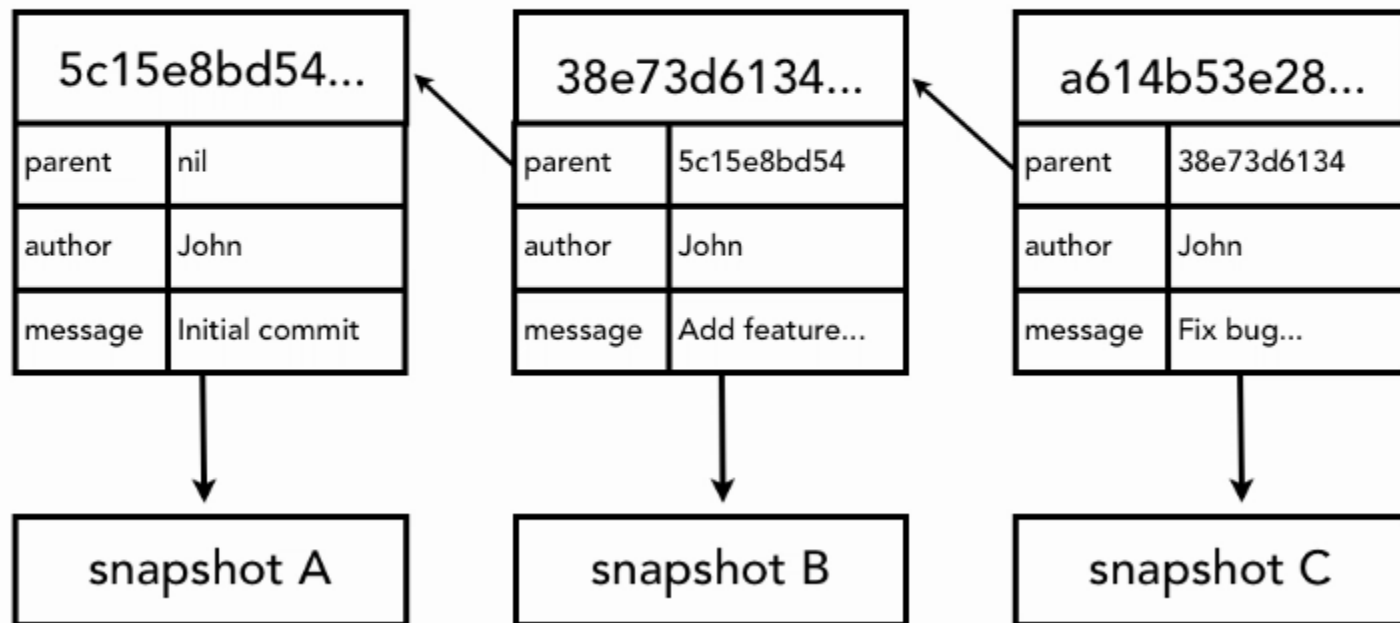 5c15e8bd54...
parent nil
author John
message Initial commit
38e73d6134...
parent 5c15e8bd54
author John
message Add feature...
a614b53e28...
parent 38e73d6134
author John
message Fix bug...
snapshot A
snapshot B
snapshot C